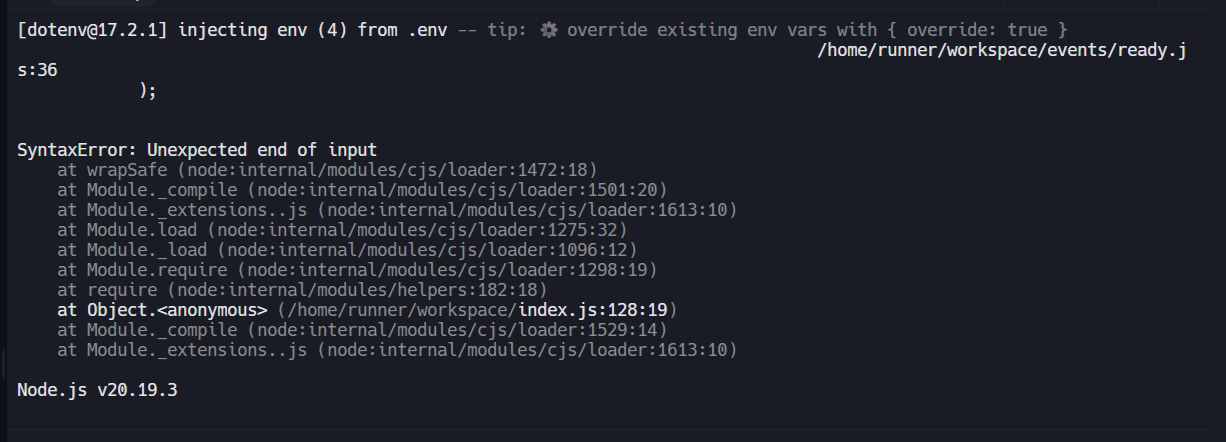 [dotenv@17.2.1] injecting env (4) from .env -- tip: ⚙️ override existing env vars with { override: true }
/home/runner/workspace/events/ready.j
s:36
);
SyntaxError: Unexpected end of input
at wrapSafe (node:internal/modules/cjs/loader:1472:18)
at Module._compile (node:internal/modules/cjs/loader:1501:20)
at Module._extensions..js (node:internal/modules/cjs/loader:1613:10)
at Module.load (node:internal/modules/cjs/loader:1275:32)
at Module._load (node:internal/modules/cjs/loader:1096:12)
at Module.require (node:internal/modules/cjs/loader:1298:19)
at require (node:internal/modules/helpers:182:18)
at Object.<anonymous> (/home/runner/workspace/index.js:128:19)
at Module._compile (node:internal/modules/cjs/loader:1529:14)
at Module._extensions..js (node:internal/modules/cjs/loader:1613:10)
Node.js v20.19.3